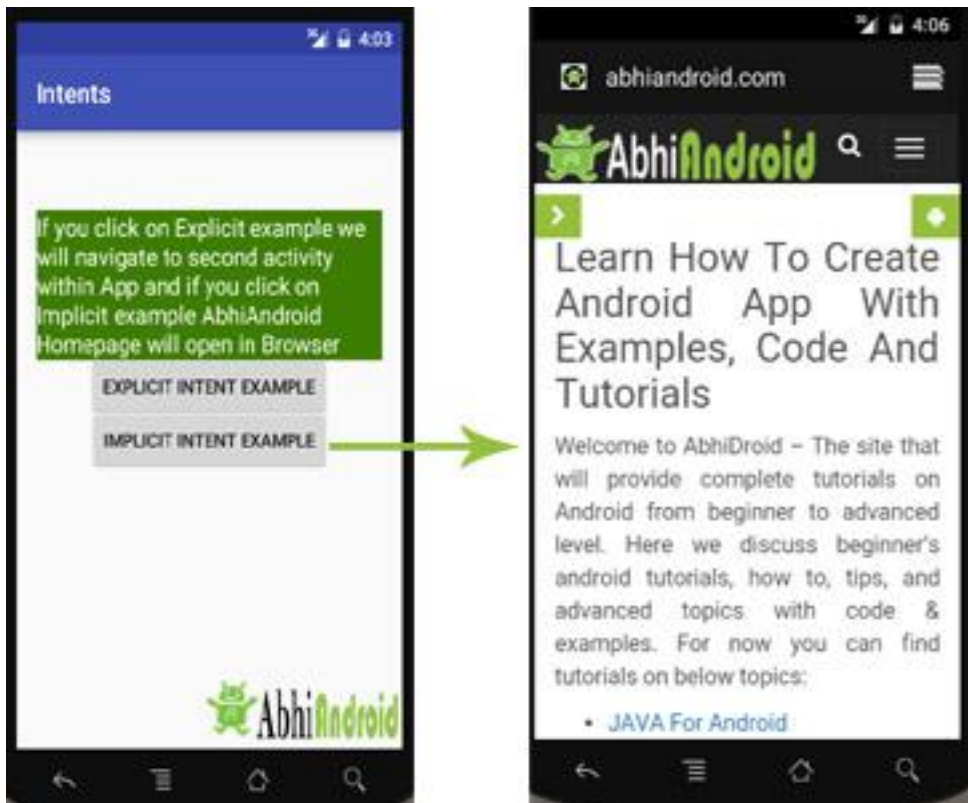 4:03
Intents
If you click on Explicit example we
will navigate to second activity
within App and if you click on
Implicit example AbhiAndroid
Homepage will open in Browser
EXPLICIT INTENT EXAMPLE
IMPLICIT INTENT EXAMPLE
AbhiAndroid
4:06
abhiandroid.com
AbhiAndroid
Learn How To Create
Android App With
Examples, Code And
Tutorials
Welcome to AbhiDroid – The site that
will provide complete tutorials on
Android from beginner to advanced
level. Here we discuss beginner's
android tutorials, how to, tips, and
advanced topics with code &
examples. For now you can find
tutorials on below topics:
• JAVA For Android